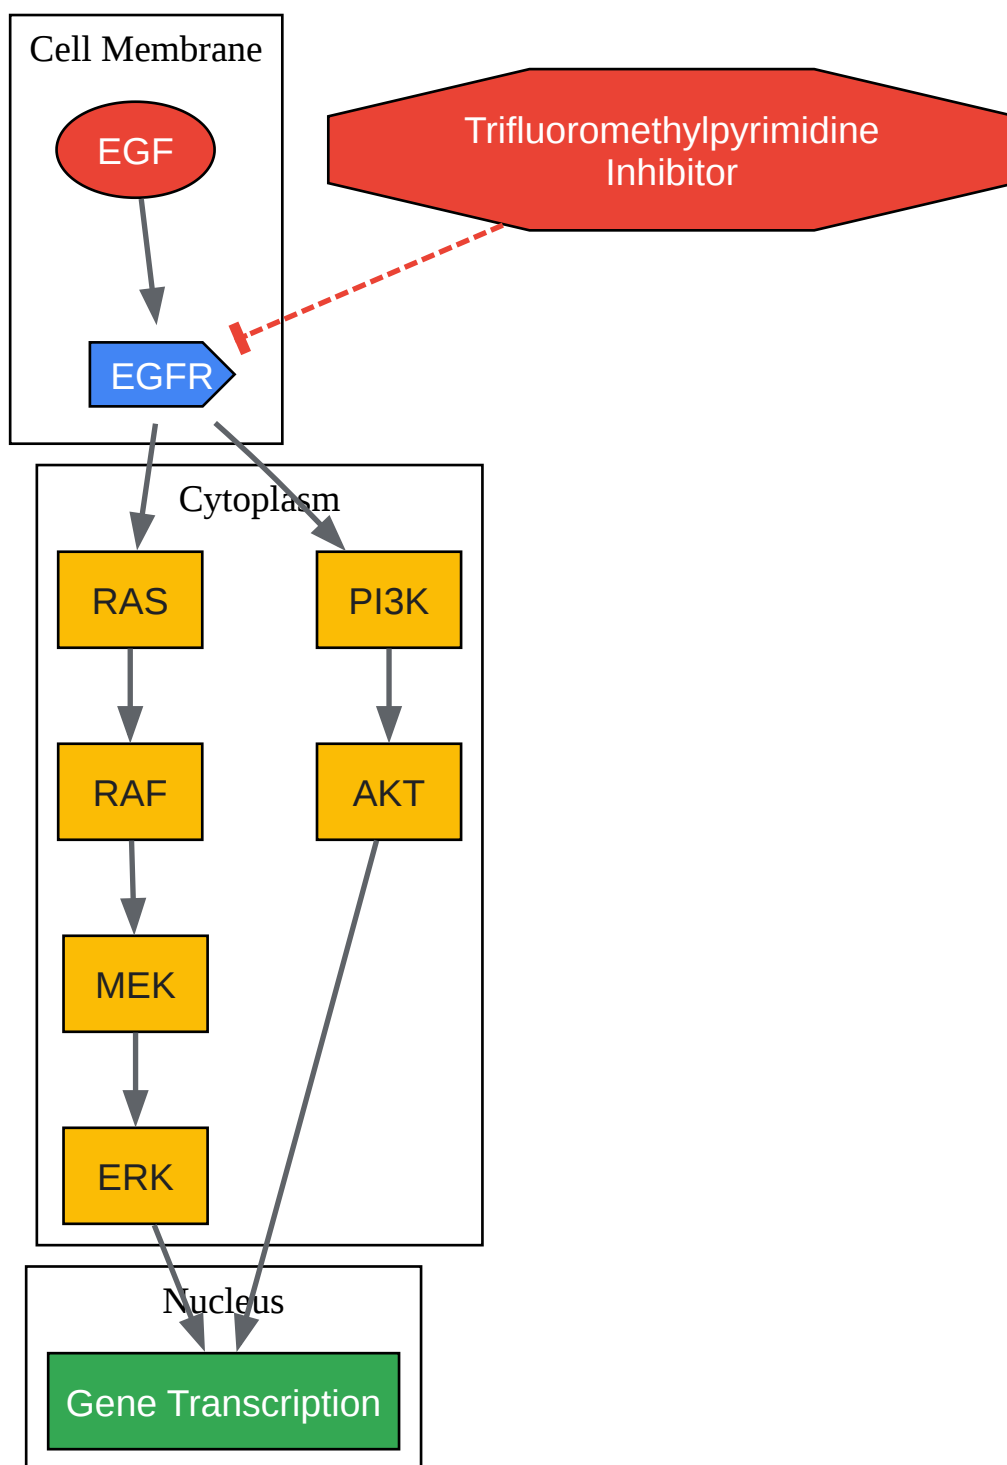 Cell Membrane
EGF
Trifluoromethylpyrimidine
Inhibitor
EGFR
Cytoplasm
RAS
PI3K
RAF
AKT
MEK
ERK
Nucleus
Gene Transcription